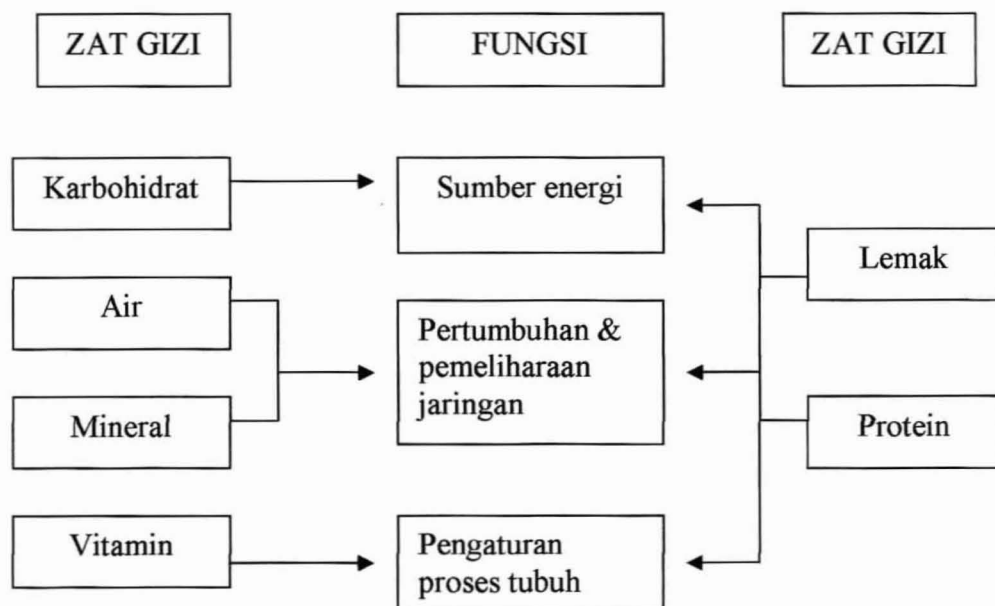 ZAT GIZI
FUNGSI
ZAT GIZI
Karbohidrat
Sumber energi
Lemak
Air
Pertumbuhan &
pemeliharaan
jaringan
Mineral
Protein
Vitamin
Pengaturan
proses tubuh